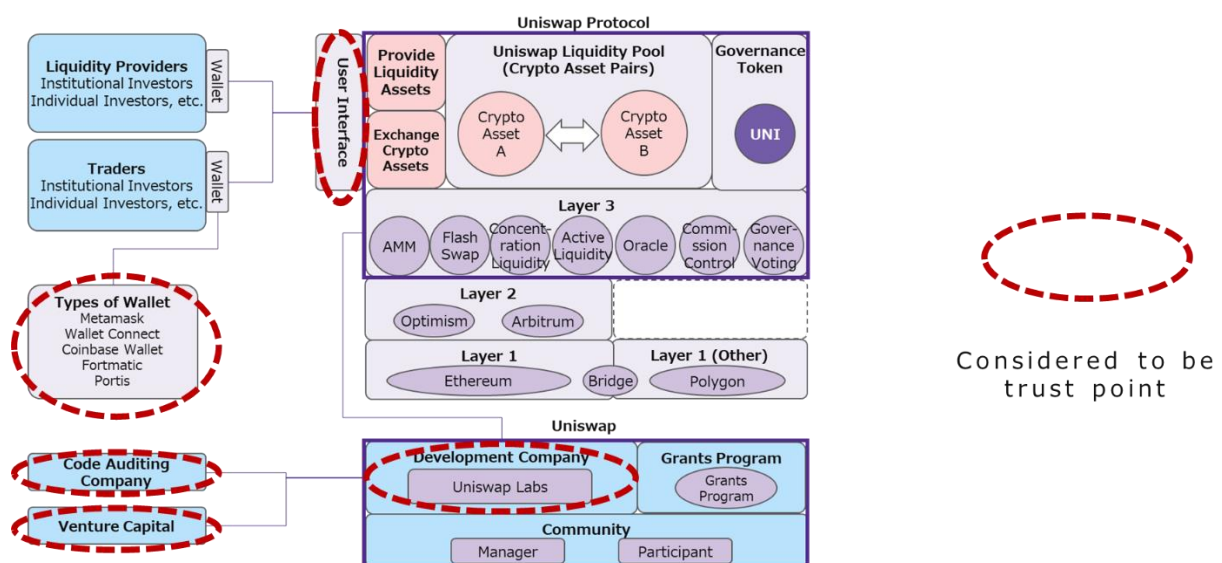 Uniswap Protocol
Liquidity Providers
Institutional Investors
Individual Investors, etc.
Wallet
Traders
Institutional Investors
Individual Investors, etc.
Wallet
User Interface
Provide
Liquidity
Assets
Exchange
Crypto
Assets
Uniswap Liquidity Pool
(Crypto Asset Pairs)
Crypto
Asset
A
Crypto
Asset
B
Governance
Token
UNI
Layer 3
AMM
Flash
Swap
Concent-
ration
Liquidity
Active
Liquidity
Oracle
Commi-
ssion
Control
Gover-
nance
Voting
Types of Wallet
Metamask
Wallet Connect
Coinbase Wallet
Fortmatic
Portis
Layer 2
Optimism
Arbitrum
Layer 1
Ethereum
Bridge
Layer 1 (Other)
Polygon
Considered to be
trust point
Uniswap
Code Auditing
Company
Venture Capital
Development Company
Uniswap Labs
Grants Program
Grants
Program
Community
Manager
Participant